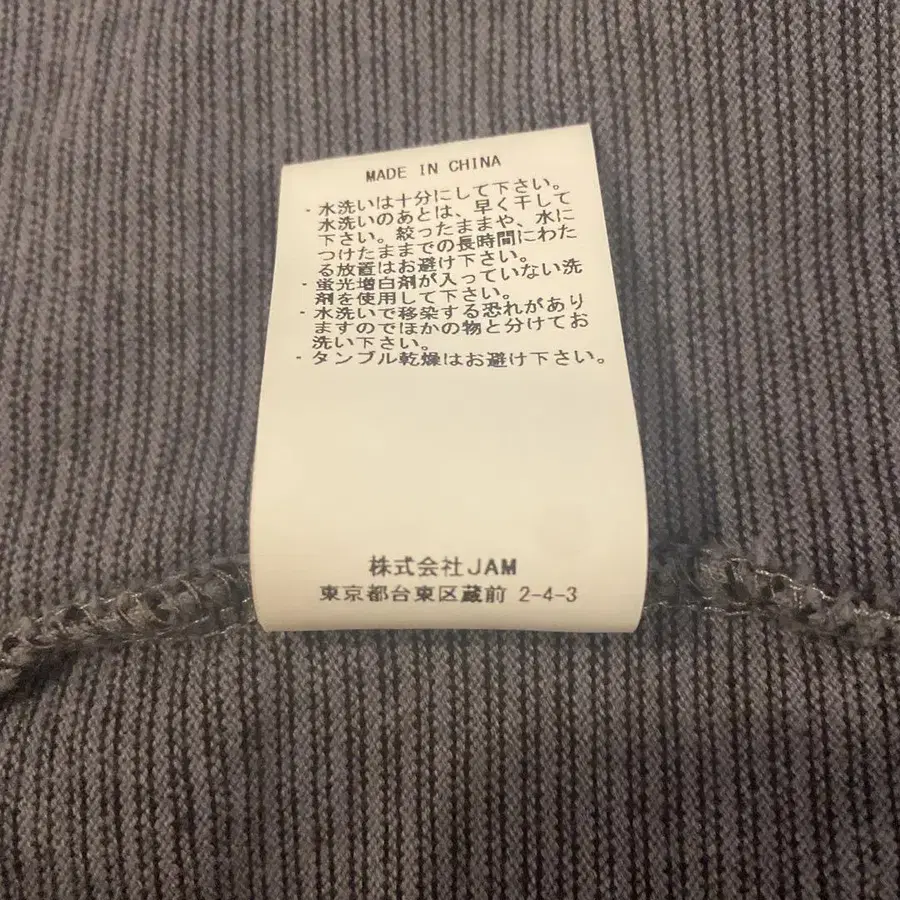 MADE IN CHINA
・水洗いは十分にして下さい。
水洗いのあとは、早く干して
下さい。絞ったままや、水に
つけたままでの長時間にわた
る放置はお避け下さい。
・蛍光増白剤が入っていない洗
剤を使用して下さい。
・水洗いで移染する恐れがあり
ますのでほかの物と分けてお
洗い下さい。
・タンブル乾燥はお避け下さい。
株式会社JAM
東京都台東区蔵前 2-4-3